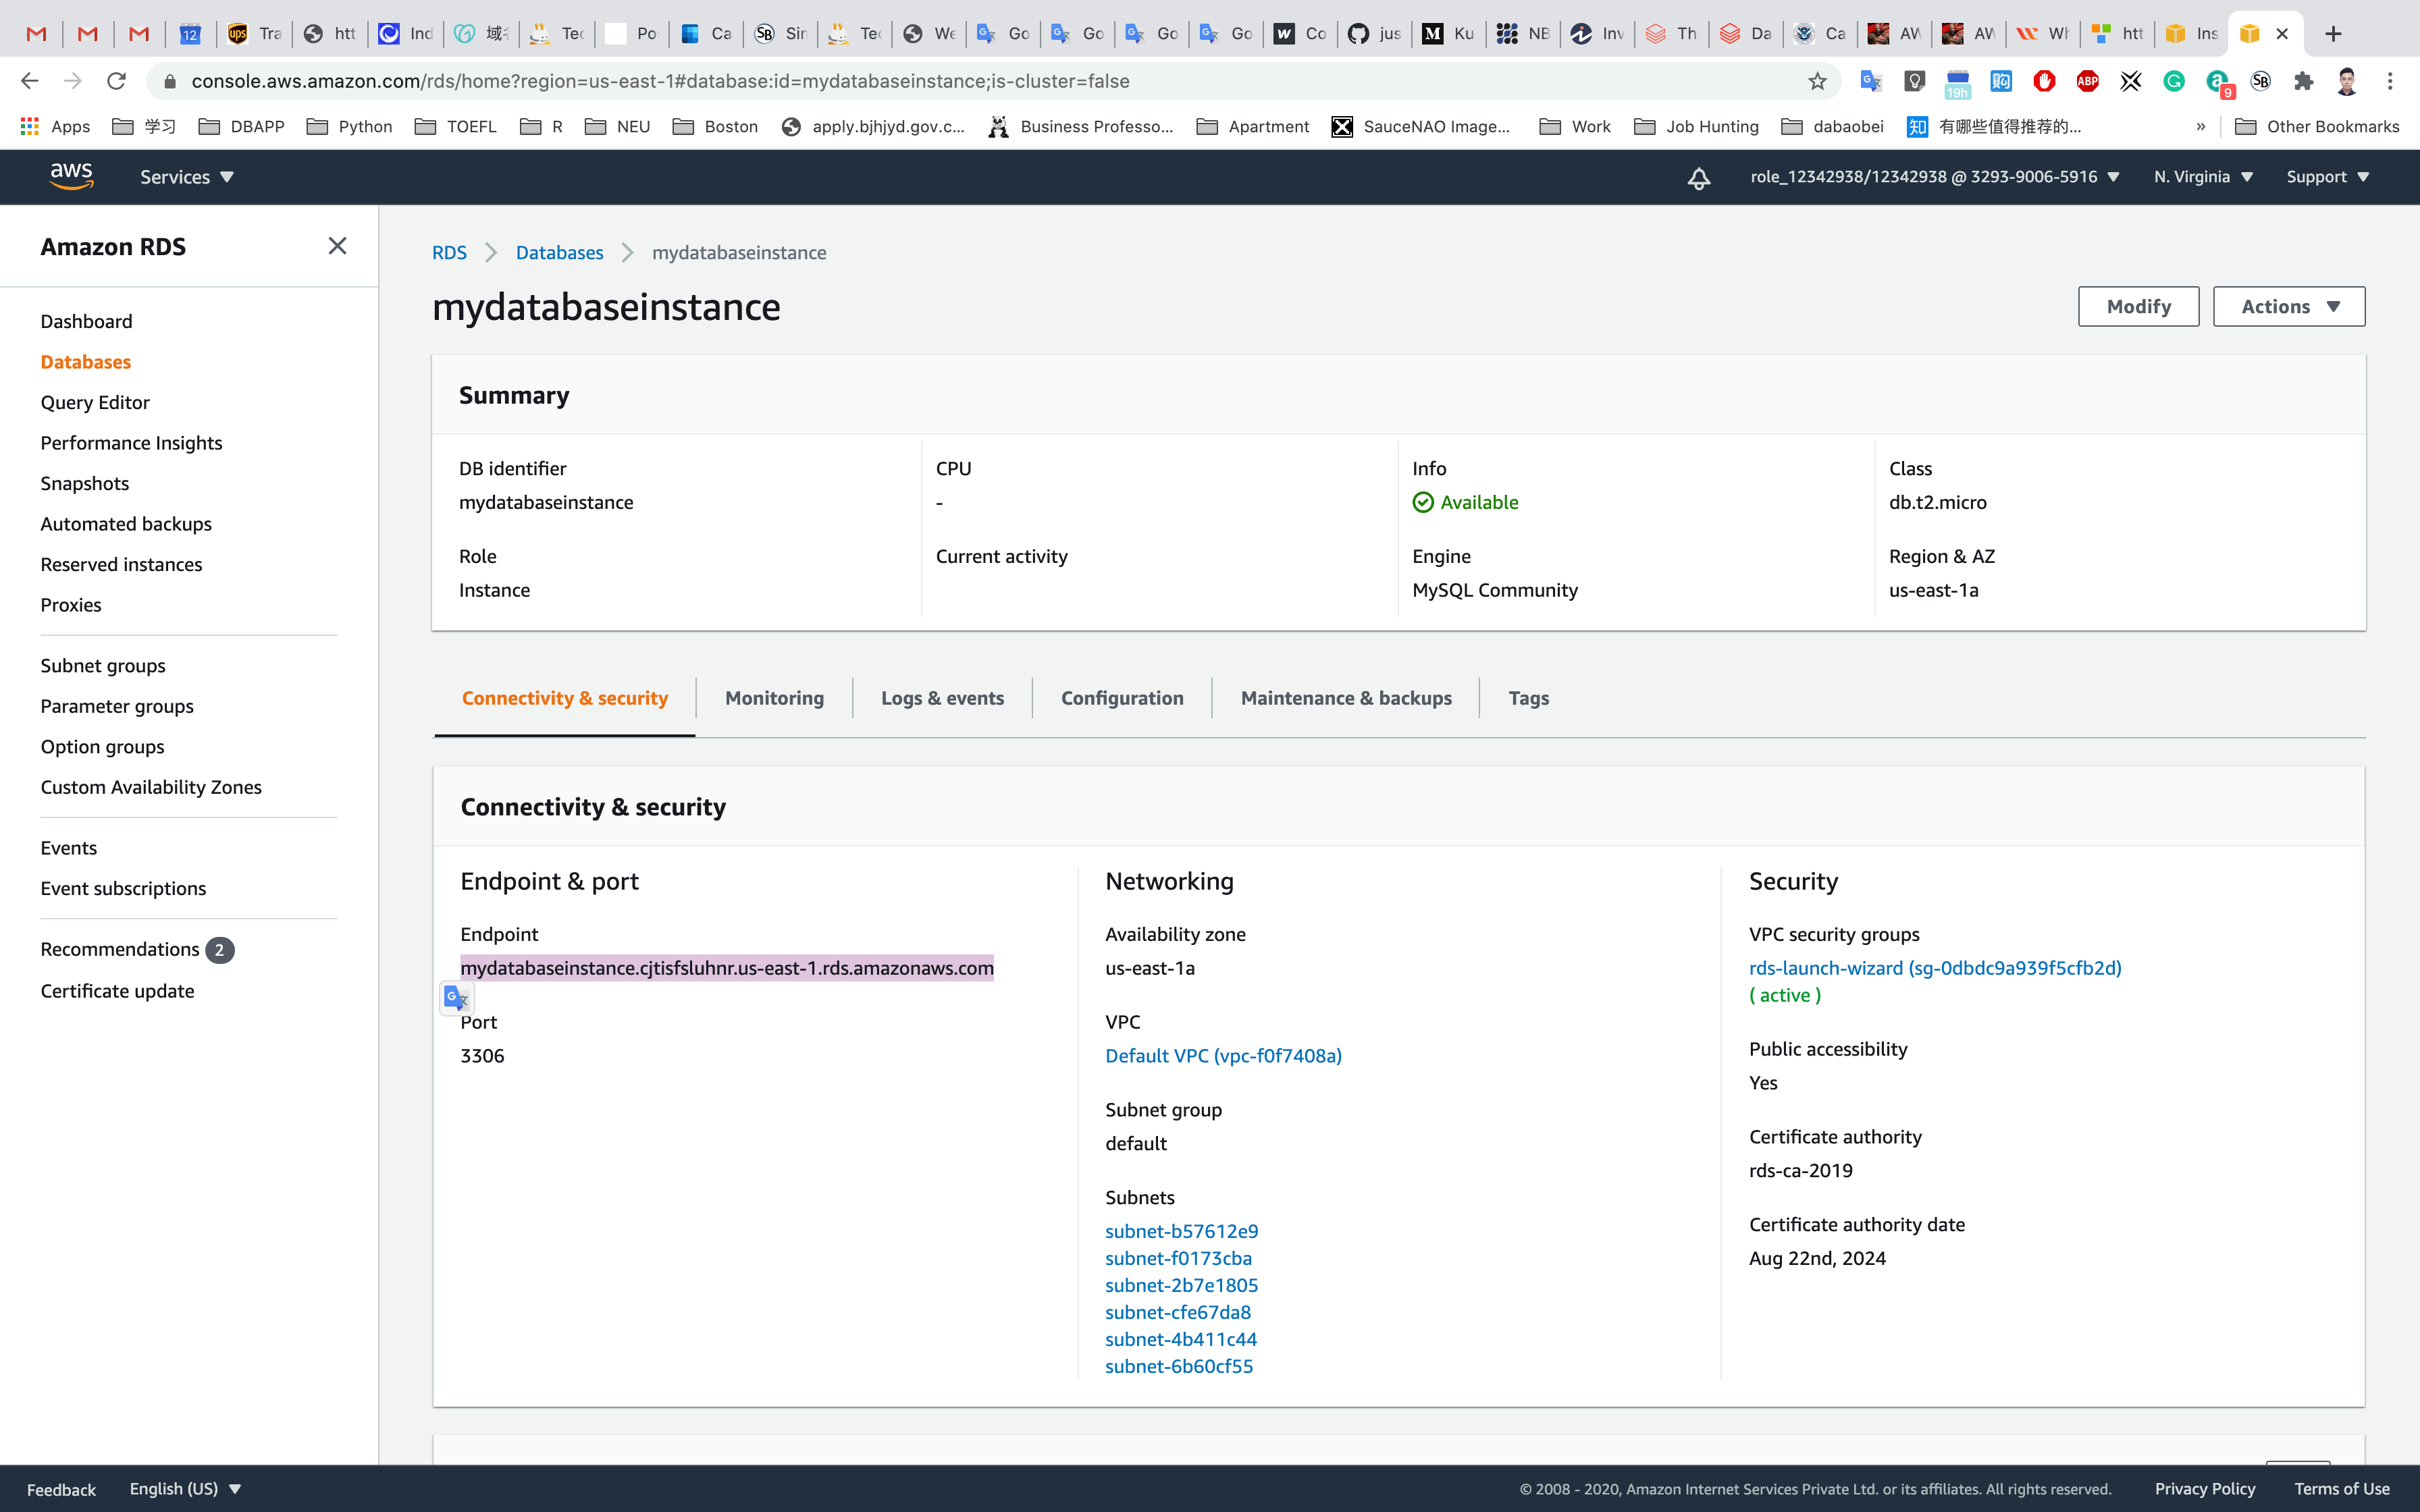 12
Tra
htt
Ind
域名
Tec
Po
Ca
SB
Sin
Tec
We
Go
Go
Go
Go
Co
jus
Ku
NB
Inv
Th
Da
Ca
AW
AW
Wh
htt
Ins
console.aws.amazon.com/rds/home?region=us-east-1#database:id=mydatabaseinstance;is-cluster=false
19h
ABP
9
SB
Apps
学习
DBAPP
Python
TOEFL
R
NEU
Boston
apply.bjhjyd.gov.c...
Business Professo...
Apartment
SauceNAO Image...
Work
Job Hunting
dabaobei
知 有哪些值得推荐的...
»
Other Bookmarks
aws
Services
role_12342938/12342938 @ 3293-9006-5916
N. Virginia
Support
Amazon RDS
Dashboard
Databases
Query Editor
Performance Insights
Snapshots
Automated backups
Reserved instances
Proxies
Subnet groups
Parameter groups
Option groups
Custom Availability Zones
Events
Event subscriptions
Recommendations 2
Certificate update
RDS
Databases
mydatabaseinstance
mydatabaseinstance
Modify
Actions
Summary
DB identifier
mydatabaseinstance
CPU
-
Info
Available
Class
db.t2.micro
Role
Instance
Current activity
Engine
MySQL Community
Region & AZ
us-east-1a
Connectivity & security
Monitoring
Logs & events
Configuration
Maintenance & backups
Tags
Connectivity & security
Endpoint & port
Endpoint
mydatabaseinstance.cjtisfsluhnr.us-east-1.rds.amazonaws.com
Port
3306
Networking
Availability zone
us-east-1a
VPC
Default VPC (vpc-f0f7408a)
Subnet group
default
Subnets
subnet-b57612e9
subnet-f0173cba
subnet-2b7e1805
subnet-cfe67da8
subnet-4b411c44
subnet-6b60cf55
Security
VPC security groups
rds-launch-wizard (sg-0dbdc9a939f5cfb2d)
( active )
Public accessibility
Yes
Certificate authority
rds-ca-2019
Certificate authority date
Aug 22nd, 2024
Feedback
English (US)
© 2008 - 2020, Amazon Internet Services Private Ltd. or its affiliates. All rights reserved.
Privacy Policy
Terms of Use